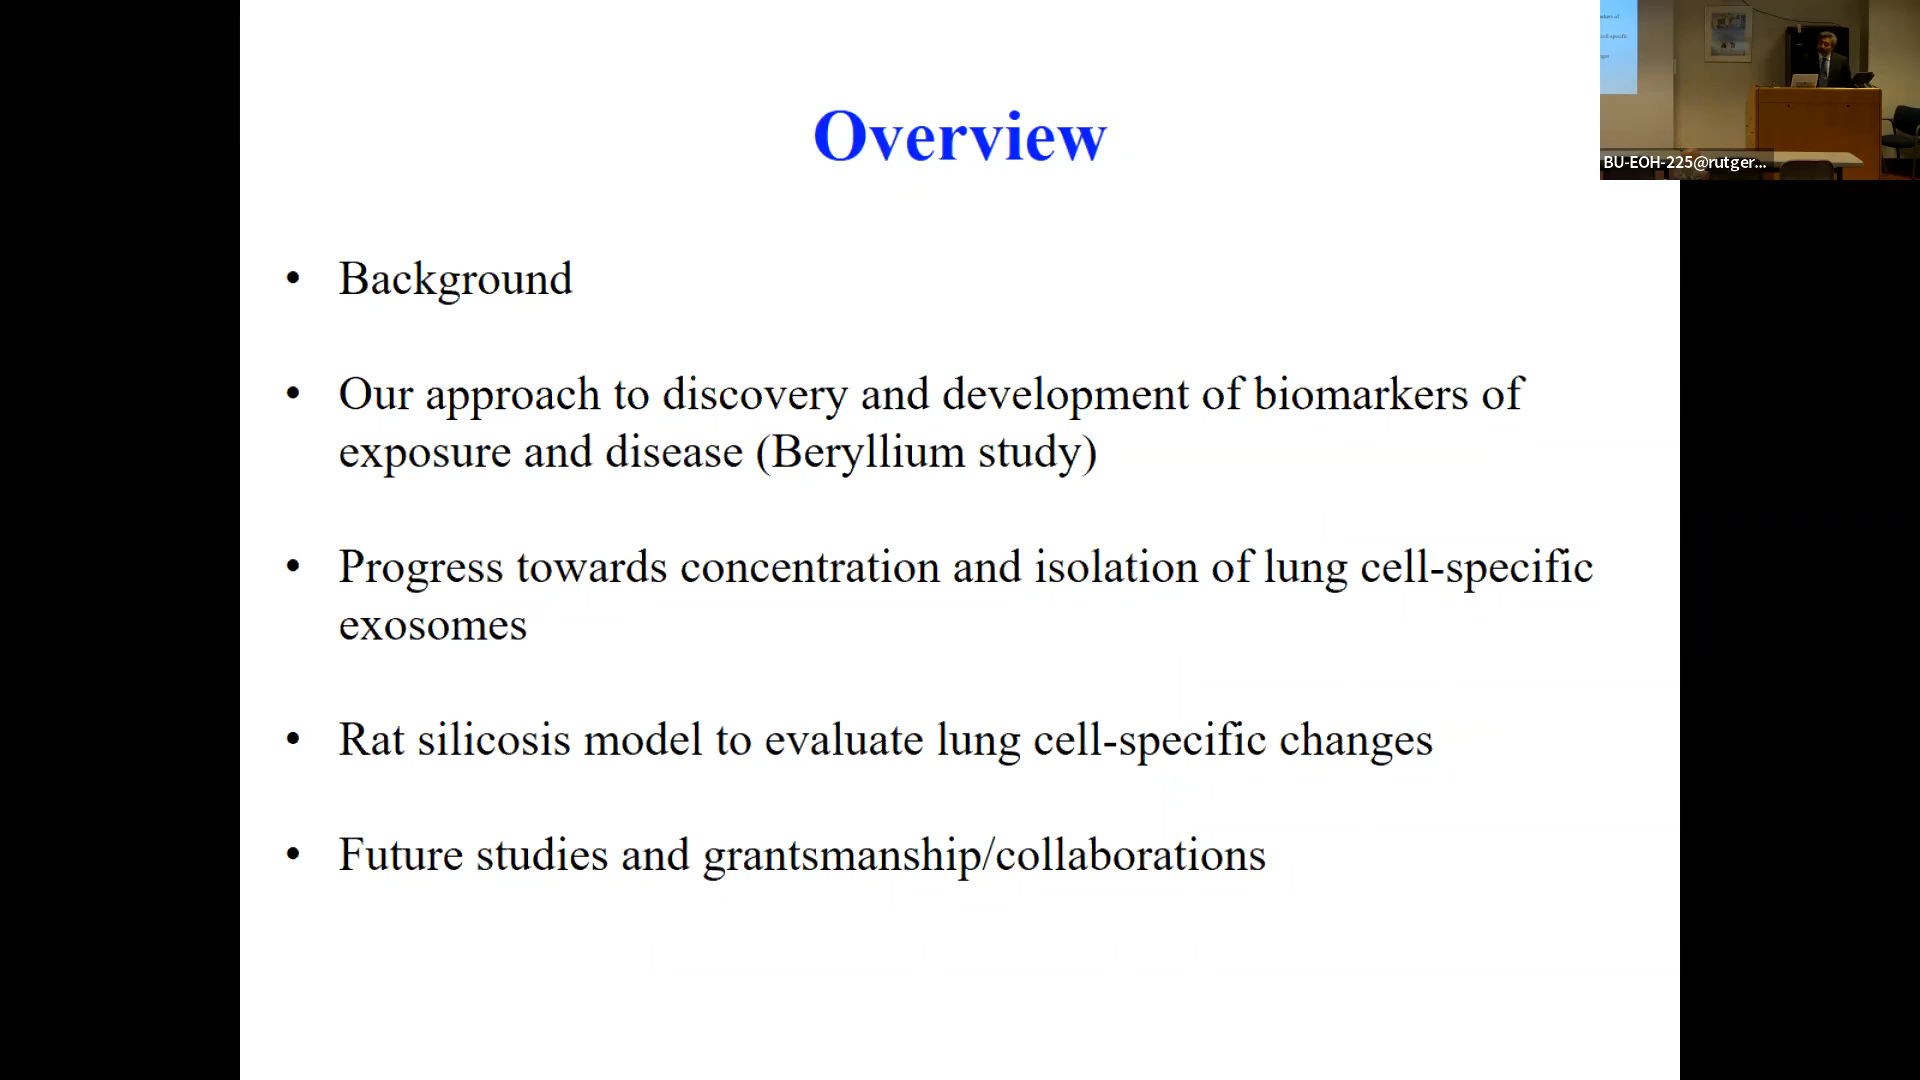 Overview
• Background
• Our approach to discovery and development of biomarkers of
exposure and disease (Beryllium study)
• Progress towards concentration and isolation of lung cell-specific
exosomes
• Rat silicosis model to evaluate lung cell-specific changes
• Future studies and grantsmanship/collaborations
BU-EOH-225@rutger...